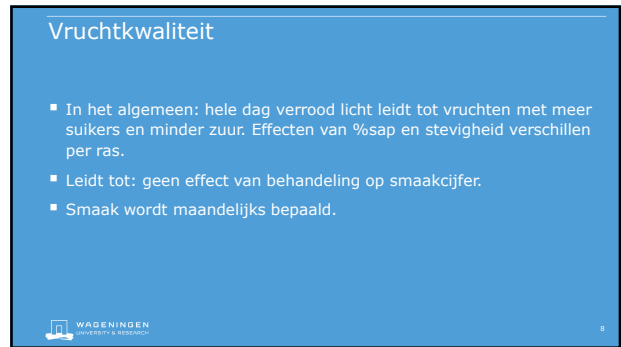 Vruchtkwaliteit
▪ In het algemeen: hele dag verrood licht leidt tot vruchten met meer
suikers en minder zuur. Effecten van %sap en stevigheid verschillen
per ras.
▪ Leidt tot: geen effect van behandeling op smaakcijfer.
▪ Smaak wordt maandelijks bepaald.
WAGENINGEN
UNIVERSITY & RESEARCH
8